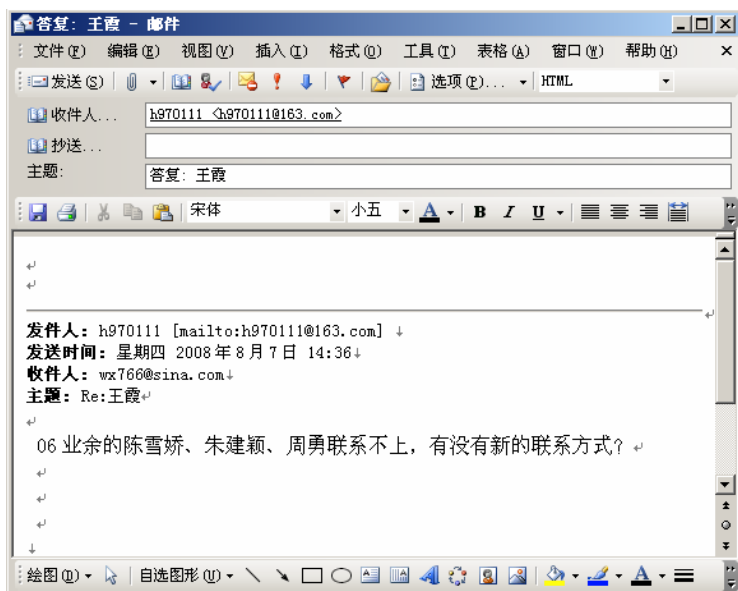 答复: 王霞 - 邮件
文件(F) 编辑(E) 视图(V) 插入(I) 格式(O) 工具(T) 表格(A) 窗口(W) 帮助(H)
发送(S) 选项(P)... HTML
收件人... h970111 <h970111@163.com>
抄送...
主题: 答复: 王霞
宋体 小五 A B I U
发件人: h970111 [mailto:h970111@163.com]
发送时间: 星期四 2008年8月7日 14:36
收件人: wx766@sina.com
主题: Re:王霞
06业余的陈雪娇、朱建颖、周勇联系不上，有没有新的联系方式？
绘图(D) 自选图形(U) A